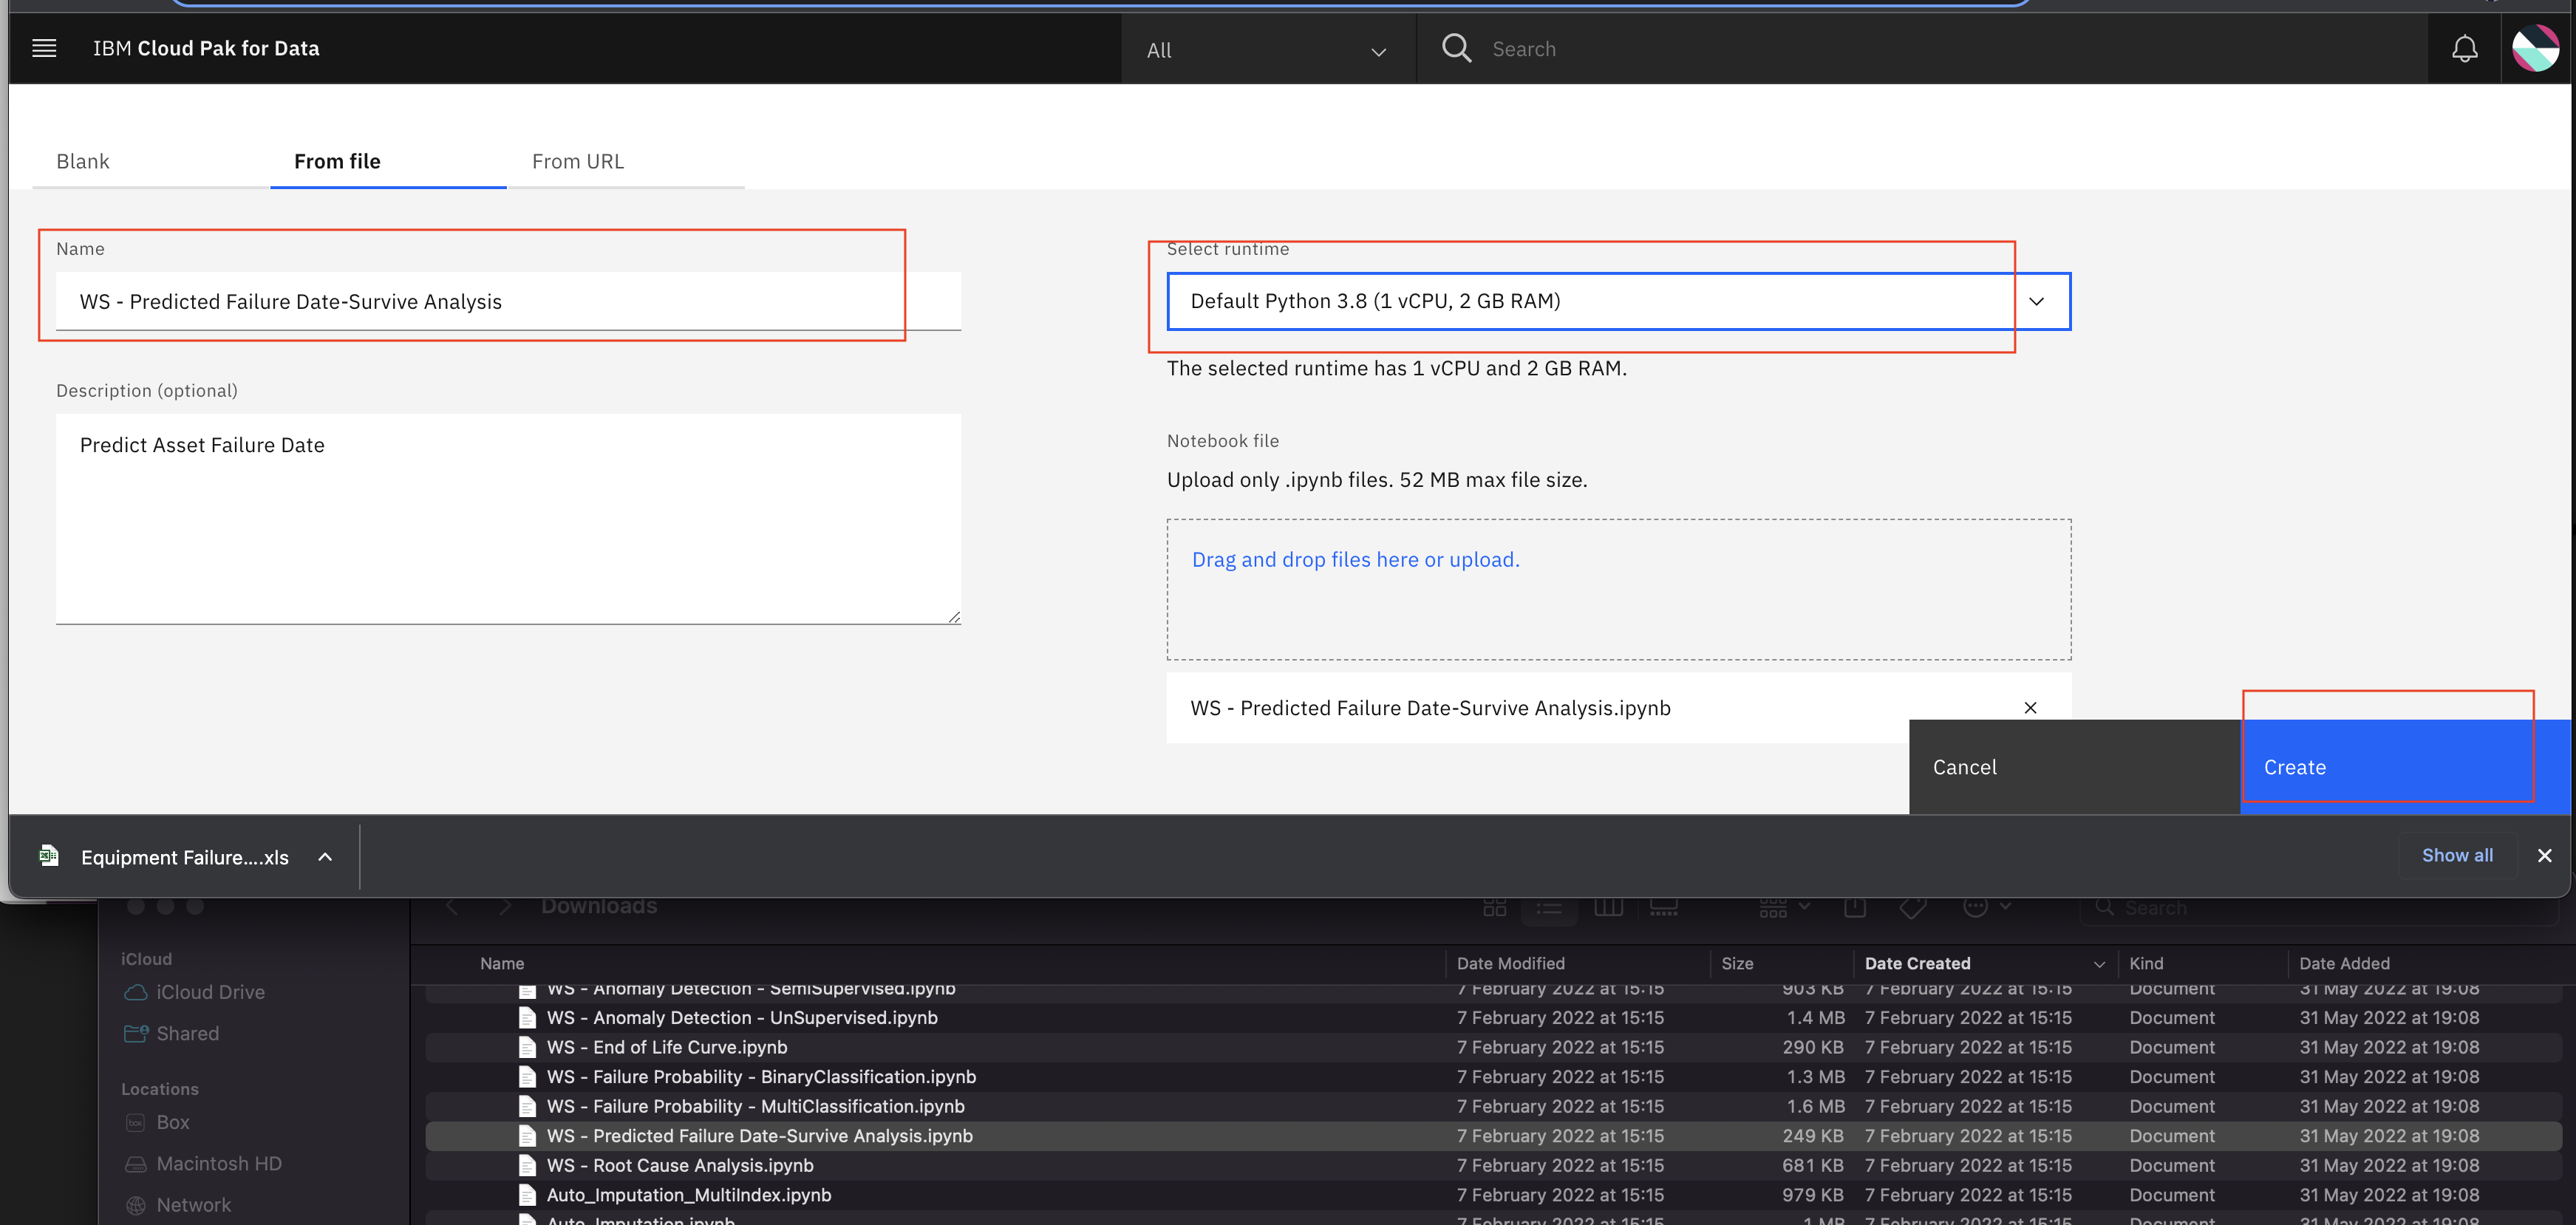 IBM Cloud Pak for Data
All
Search
Blank
From file
From URL
Name
WS - Predicted Failure Date-Survive Analysis
Description (optional)
Predict Asset Failure Date
Select runtime
Default Python 3.8 (1 vCPU, 2 GB RAM)
The selected runtime has 1 vCPU and 2 GB RAM.
Notebook file
Upload only .ipynb files. 52 MB max file size.
Drag and drop files here or upload.
WS - Predicted Failure Date-Survive Analysis.ipynb
Cancel
Create
Equipment Failure....xls
Show all
Downloads
Search
iCloud
iCloud Drive
Shared
Locations
Box
Macintosh HD
Network
Name Date Modified Size Date Created Kind Date Added
WS - Anomaly Detection - SemiSupervised.ipynb 7 February 2022 at 15:15 903 KB 7 February 2022 at 15:15 Document 31 May 2022 at 19:08
WS - Anomaly Detection - UnSupervised.ipynb 7 February 2022 at 15:15 1.4 MB 7 February 2022 at 15:15 Document 31 May 2022 at 19:08
WS - End of Life Curve.ipynb 7 February 2022 at 15:15 290 KB 7 February 2022 at 15:15 Document 31 May 2022 at 19:08
WS - Failure Probability - BinaryClassification.ipynb 7 February 2022 at 15:15 1.3 MB 7 February 2022 at 15:15 Document 31 May 2022 at 19:08
WS - Failure Probability - MultiClassification.ipynb 7 February 2022 at 15:15 1.6 MB 7 February 2022 at 15:15 Document 31 May 2022 at 19:08
WS - Predicted Failure Date-Survive Analysis.ipynb 7 February 2022 at 15:15 249 KB 7 February 2022 at 15:15 Document 31 May 2022 at 19:08
WS - Root Cause Analysis.ipynb 7 February 2022 at 15:15 681 KB 7 February 2022 at 15:15 Document 31 May 2022 at 19:08
Auto_Imputation_MultiIndex.ipynb 7 February 2022 at 15:15 979 KB 7 February 2022 at 15:15 Document 31 May 2022 at 19:08
Auto_Imputation.ipynb 7 February 2022 at 15:15 1 MB 7 February 2022 at 15:15 Document 31 May 2022 at 19:08